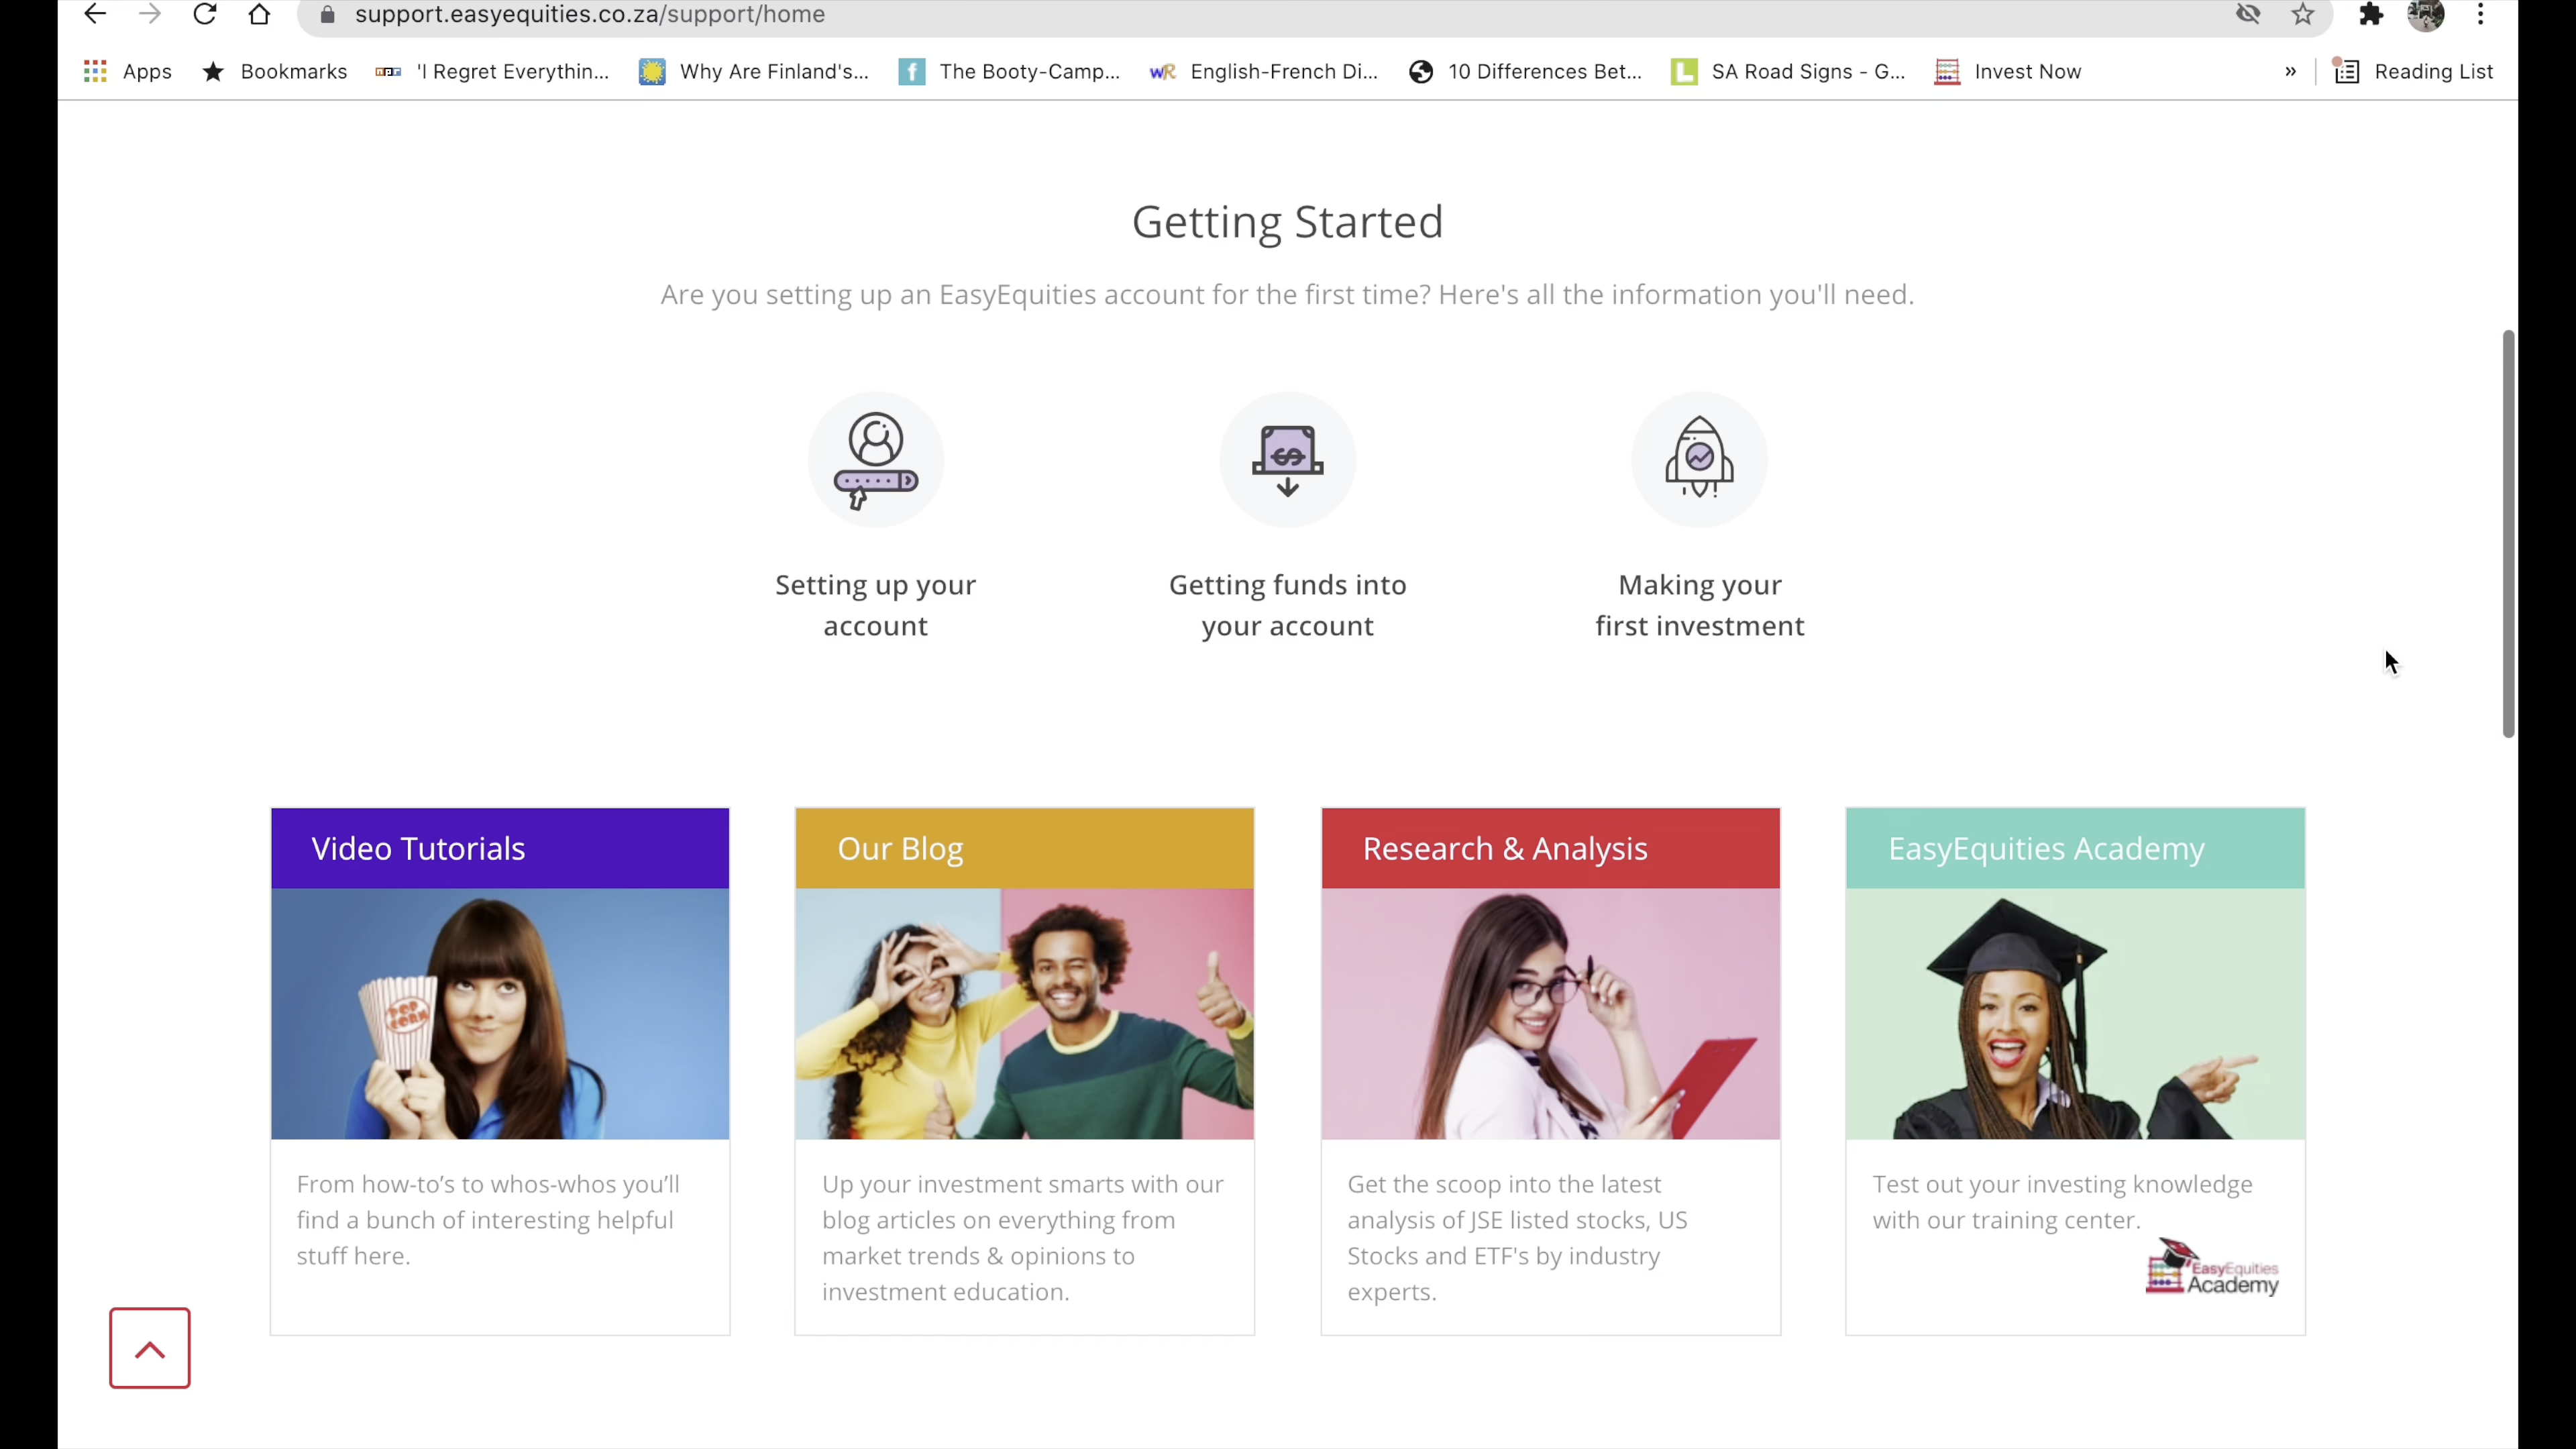 support.easyequities.co.za/support/home
Apps
Bookmarks
npr
'I Regret Everythin...
Why Are Finland's...
f
The Booty-Camp...
WR
English-French Di...
10 Differences Bet...
L
SA Road Signs - G...
Invest Now
»
Reading List
Getting Started
Are you setting up an EasyEquities account for the first time? Here's all the information you'll need.
$
Setting up your
account
Getting funds into
your account
Making your
first investment
Video Tutorials
POP
CORN
From how-to’s to whos-whos you’ll
find a bunch of interesting helpful
stuff here.
Our Blog
Up your investment smarts with our
blog articles on everything from
market trends & opinions to
investment education.
Research & Analysis
Get the scoop into the latest
analysis of JSE listed stocks, US
Stocks and ETF's by industry
experts.
EasyEquities Academy
Test out your investing knowledge
with our training center.
EasyEquities
Academy